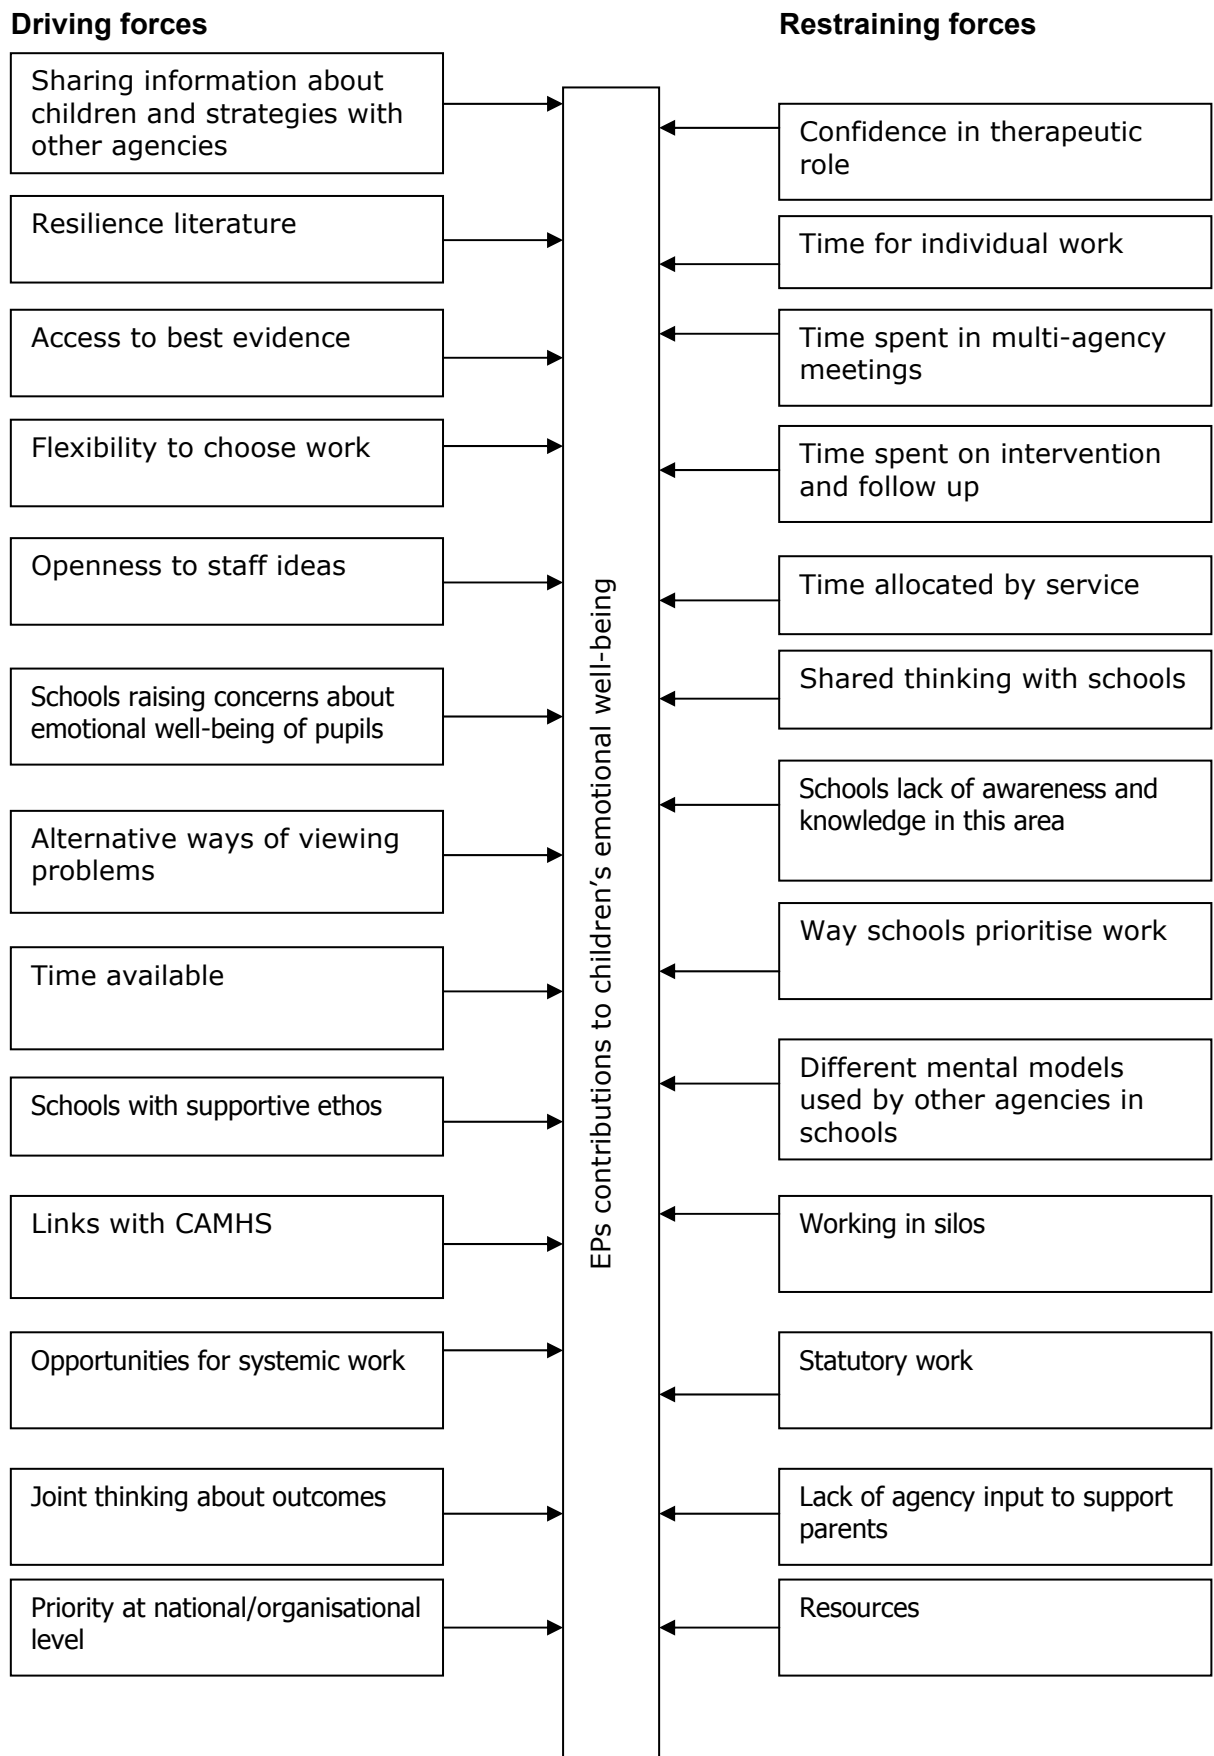 Driving forces
Sharing information about
children and strategies with
other agencies
Resilience literature
Access to best evidence
Flexibility to choose work
Openness to staff ideas
Schools raising concerns about
emotional well-being of pupils
Alternative ways of viewing
problems
Time available
Schools with supportive ethos
Links with CAMHS
Opportunities for systemic work
Joint thinking about outcomes
Priority at national/organisational
level
EPs contributions to children’s emotional well-being
Restraining forces
Confidence in therapeutic
role
Time for individual work
Time spent in multi-agency
meetings
Time spent on intervention
and follow up
Time allocated by service
Shared thinking with schools
Schools lack of awareness and
knowledge in this area
Way schools prioritise work
Different mental models
used by other agencies in
schools
Working in silos
Statutory work
Lack of agency input to support
parents
Resources